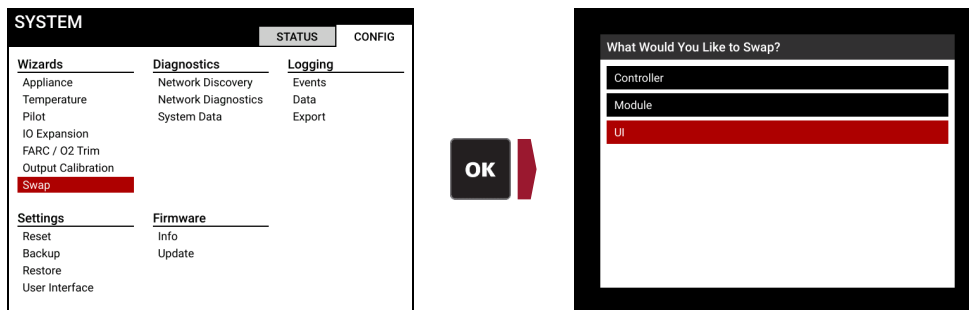 SYSTEM
STATUS
CONFIG
Wizards
Appliance
Temperature
Pilot
IO Expansion
FARC / O2 Trim
Output Calibration
Swap
Diagnostics
Network Discovery
Network Diagnostics
System Data
Logging
Events
Data
Export
Settings
Reset
Backup
Restore
User Interface
Firmware
Info
Update
OK
What Would You Like to Swap?
Controller
Module
UI